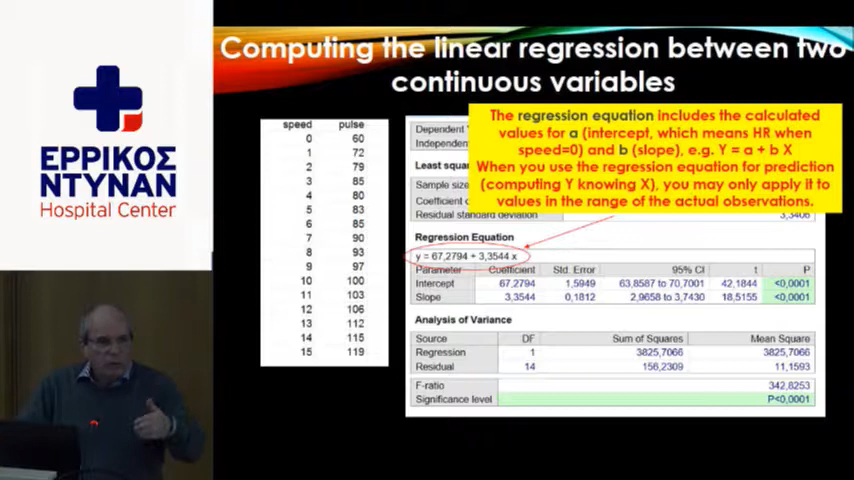 ΕΡΡΙΚΟΣ
ΝΤΥΝΑΝ
Hospital Center
Computing the linear regression between two
continuous variables
speed pulse
0 60
1 72
2 79
3 85
4 80
5 83
6 85
7 90
8 93
9 97
10 100
11 103
12 106
13 112
14 115
15 119
The regression equation includes the calculated
values for a (intercept, which means HR when
speed=0) and b (slope), e.g. Y = a + b X
When you use the regression equation for prediction
(computing Y knowing X), you may only apply it to
values in the range of the actual observations.
Dependent
Independent
Least squar
Sample size
Coefficient o
Residual standard deviation 3,3406
Regression Equation
y = 67,2794 + 3,3544 x
Parameter Coefficient Std. Error 95% CI t P
Intercept 67,2794 1,5949 63,8587 to 70,7001 42,1844 <0,0001
Slope 3,3544 0,1812 2,9658 to 3,7430 18,5155 <0,0001
Analysis of Variance
Source DF Sum of Squares Mean Square
Regression 1 3825,7066 3825,7066
Residual 14 156,2309 11,1593
F-ratio 342,8253
Significance level P<0,0001